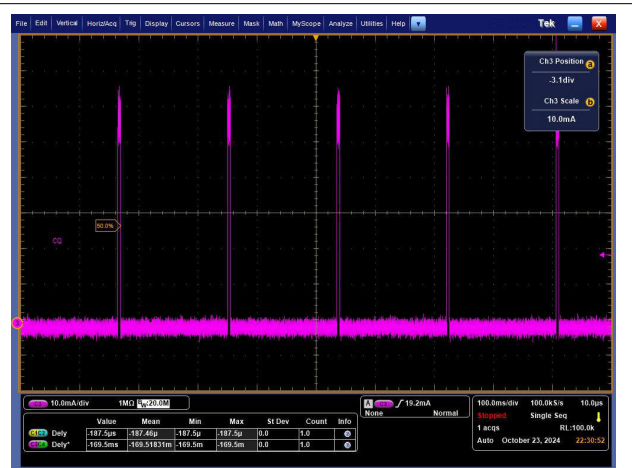 File Edit Vertical Horiz/Acq Trig Display Cursors Measure Mask Math MyScope Analyze Utilities Help Tek X
Ch3 Position a
-3.1div
Ch3 Scale b
10.0mA
50.0%
10.0mA/div 1MΩ 20.0M
A 19.2mA
None Normal
100.0ms/div 100.0kS/s 10.0µs
Stopped Single Seq
1 acqs RL:100.0k
Auto October 23, 2024 22:30:52
Value Mean Min Max St Dev Count Info
Dely -187.5µs -187.46µ -187.5µ -187.5µ 0.0 1.0
Dely* -169.5ms -169.51831m -169.5m -169.5m 0.0 1.0